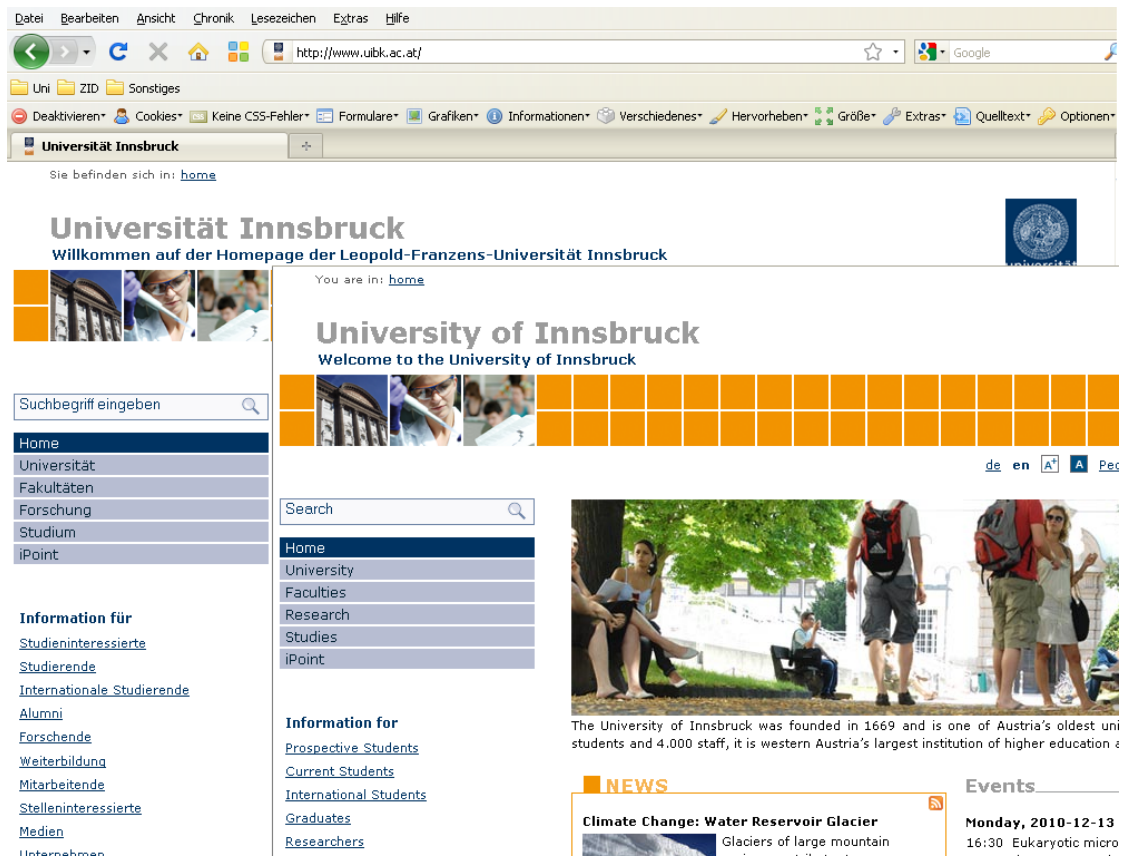 Datei Bearbeiten Ansicht Chronik Lesezeichen Extras Hilfe
http://www.uibk.ac.at/
Google
Uni ZID Sonstiges
Deaktivieren Cookies Keine CSS-Fehler Formulare Grafiken Informationen Verschiedenes Hervorheben Größe Extras Quelltext Optionen
Universität Innsbruck
Sie befinden sich in: home
Universität Innsbruck
Willkommen auf der Homepage der Leopold-Franzens-Universität Innsbruck
universität
Suchbegriff eingeben
Home
Universität
Fakultäten
Forschung
Studium
iPoint
Information für
Studieninteressierte
Studierende
Internationale Studierende
Alumni
Forschende
Weiterbildung
Mitarbeitende
Stelleninteressierte
Medien
Unternehmen
You are in: home
University of Innsbruck
Welcome to the University of Innsbruck
de en A+ A Peo
Search
Home
University
Faculties
Research
Studies
iPoint
Information for
Prospective Students
Current Students
International Students
Graduates
Researchers
The University of Innsbruck was founded in 1669 and is one of Austria's oldest uni
students and 4.000 staff, it is western Austria's largest institution of higher education a
NEWS
Climate Change: Water Reservoir Glacier
Glaciers of large mountain
Events
Monday, 2010-12-13
16:30 Eukaryotic micro